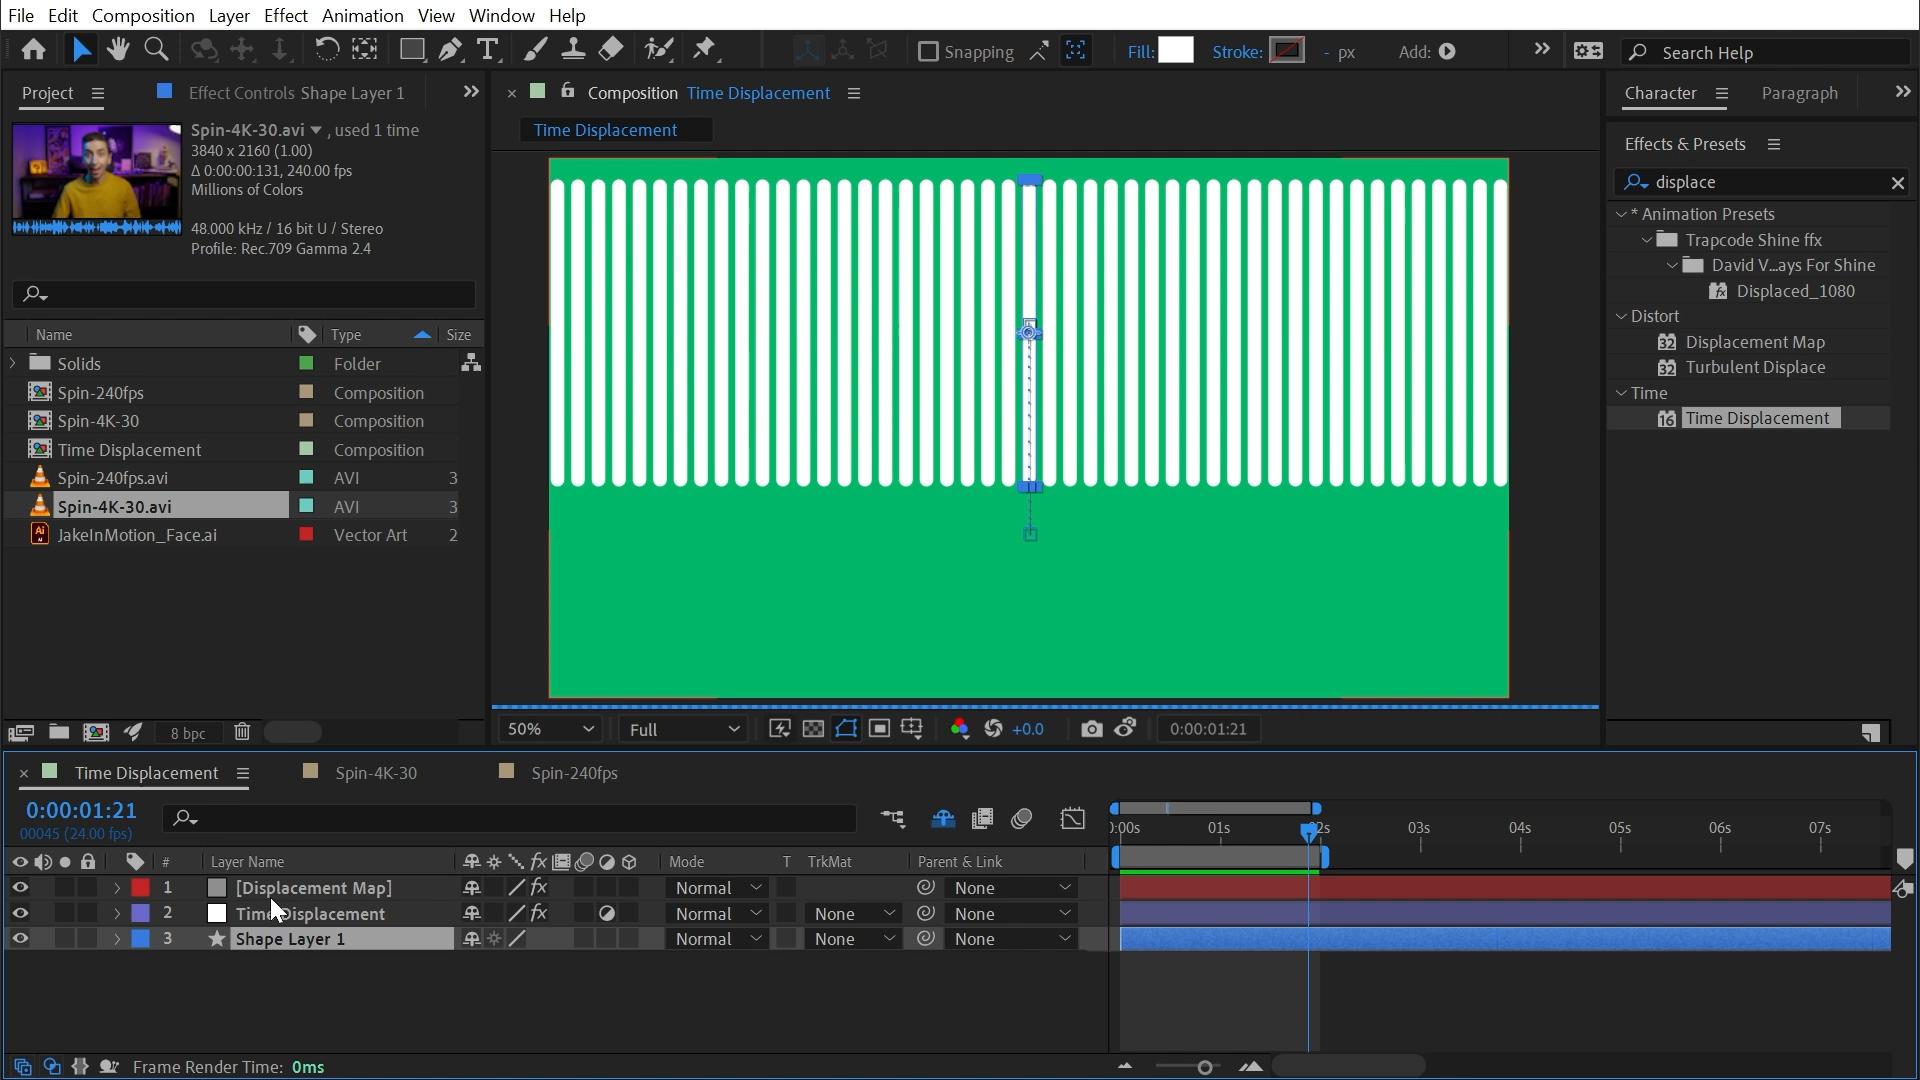 File Edit Composition Layer Effect Animation View Window Help
Snapping Fill: Stroke: - px Add: Search Help
Project Effect Controls Shape Layer 1
Composition Time Displacement
Character Paragraph
Spin-4K-30.avi , used 1 time
3840 x 2160 (1.00)
Δ 0:00:00:131, 240.00 fps
Millions of Colors
48.000 kHz / 16 bit U / Stereo
Profile: Rec.709 Gamma 2.4
Time Displacement
Effects & Presets
displace
* Animation Presets
Trapcode Shine ffx
David V...ays For Shine
Displaced_1080
Distort
32 Displacement Map
32 Turbulent Displace
Time
16 Time Displacement
Name Type Size
Solids Folder
Spin-240fps Composition
Spin-4K-30 Composition
Time Displacement Composition
Spin-240fps.avi AVI 3
Spin-4K-30.avi AVI 3
Ai JakeInMotion_Face.ai Vector Art 2
8 bpc
50% Full +0.0 0:00:01:21
Time Displacement Spin-4K-30 Spin-240fps
0:00:01:21
00045 (24.00 fps)
):00s 01s 02s 03s 04s 05s 06s 07s
# Layer Name fx Mode T TrkMat Parent & Link
1 [Displacement Map] fx Normal None
2 Time Displacement fx Normal None None
3 Shape Layer 1 Normal None None
Frame Render Time: 0ms